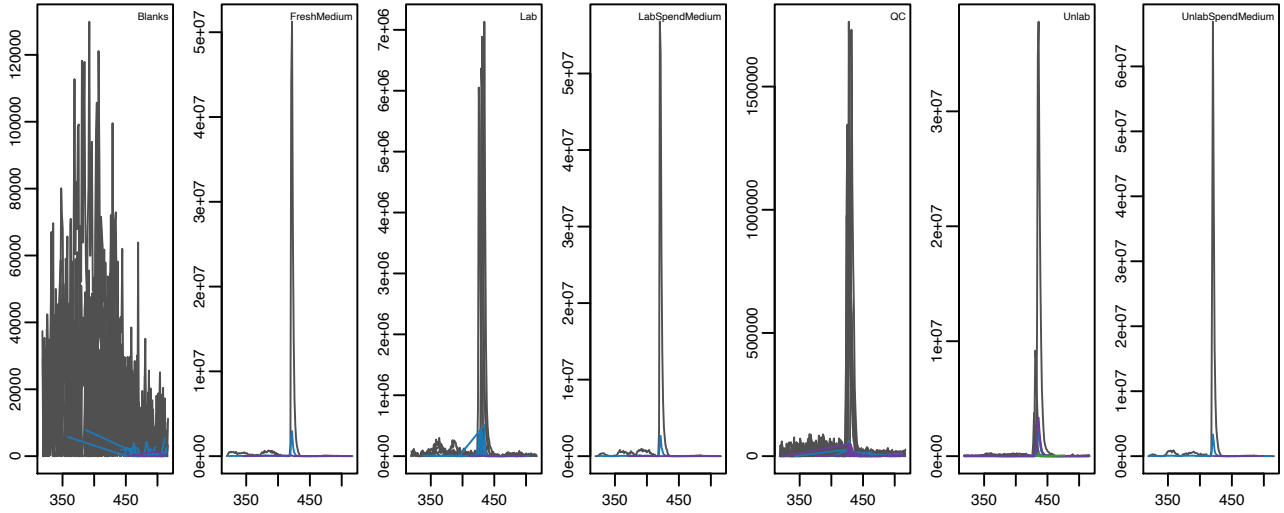 Blanks
0
20000
40000
60000
80000
100000
120000
350
450
FreshMedium
0e+00
1e+07
2e+07
3e+07
4e+07
5e+07
350
450
Lab
0e+00
1e+06
2e+06
3e+06
4e+06
5e+06
6e+06
7e+06
350
450
LabSpendMedium
0e+00
1e+07
2e+07
3e+07
4e+07
5e+07
350
450
QC
0
500000
1000000
1500000
350
450
Unlab
0e+00
1e+07
2e+07
3e+07
350
450
UnlabSpendMedium
0e+00
1e+07
2e+07
3e+07
4e+07
5e+07
6e+07
350
450